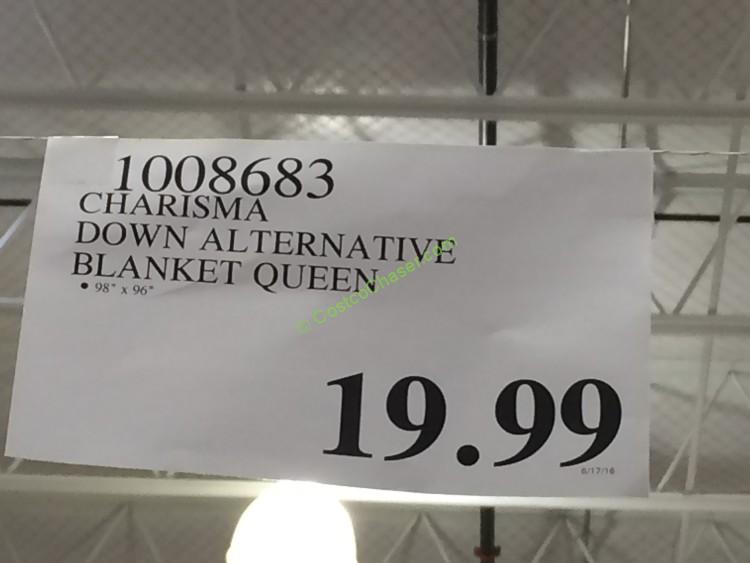 1008683
CHARISMA
DOWN ALTERNATIVE
BLANKET QUEEN
• 98" x 96"
© CostcoChaser.com
19.99
6/17/16